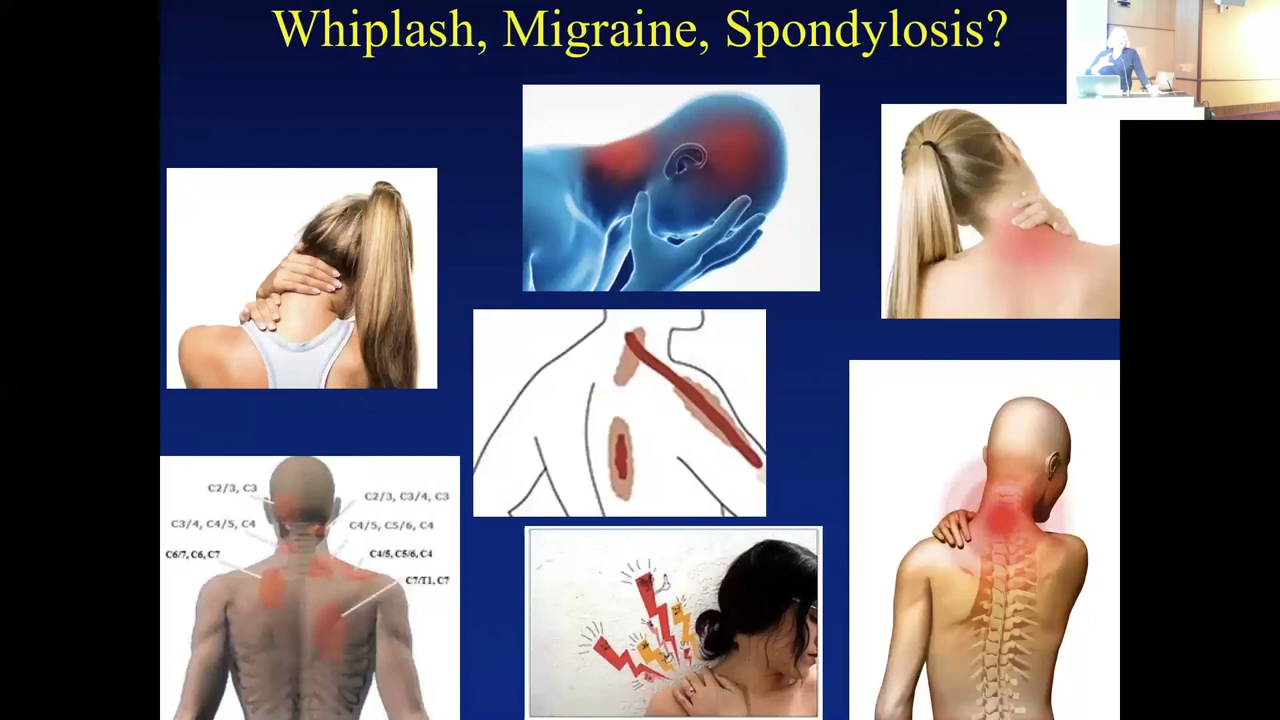 Whiplash, Migraine, Spondylosis?
C2/3, C3
C2/3, C3/4, C3
C3/4, C4/5, C4
C4/5, C5/6, C4
C6/7, C6, C7
C4/5, C5/6, C4
C7/T1, C7